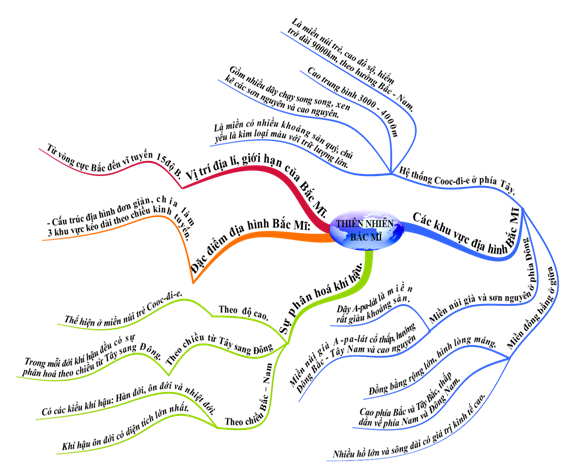 THIÊN NHIÊN
BẮC MĨ
Vị trí địa lí, giới hạn của Bắc Mĩ.
Từ vòng cực Bắc đến vĩ tuyến 15độ B.
Đặc điểm địa hình Bắc Mĩ:
- Cấu trúc địa hình đơn giản, chia làm
3 khu vực kéo dài theo chiều kinh tuyến.
Sự phân hoá khí hậu.
Theo độ cao.
Thể hiện ở miền núi trẻ Cooc-đi-e.
Theo chiều từ Tây sang Đông
Trong mỗi đới khí hậu đều có sự
phân hoá theo chiều từ Tây sang Đông.
Theo chiều Bắc – Nam
Có các kiểu khí hậu: Hàn đới, ôn đới và nhiệt đới.
Khí hậu ôn đới có diện tích lớn nhất.
Các khu vực địa hình Bắc Mĩ
Hệ thống Cooc-đi-e ở phía Tây.
Là miền núi trẻ, cao đồ sộ, hiểm
trở dài 9000km, theo hướng Bắc - Nam.
Cao trung bình 3000 - 4000m
Gồm nhiều dãy chạy song song, xen
kẽ các sơn nguyên và cao nguyên.
Là miền có nhiều khoáng sản quý, chủ
yếu là kim loại màu với trữ lượng lớn.
Miền núi già và sơn nguyên ở phía Đông
Dãy A-pa-lát là miền
rất giàu khoáng sản.
Miền núi già A-pa-lát cổ thấp, hướng
Đông Bắc - Tây Nam và cao nguyên
Miền đồng bằng ở giữa
Đồng bằng rộng lớn, hình lòng máng.
Cao phía Bắc và Tây Bắc, thấp
dần về phía Nam và Đông Nam.
Nhiều hồ lớn và sông dài có giá trị kinh tế cao.